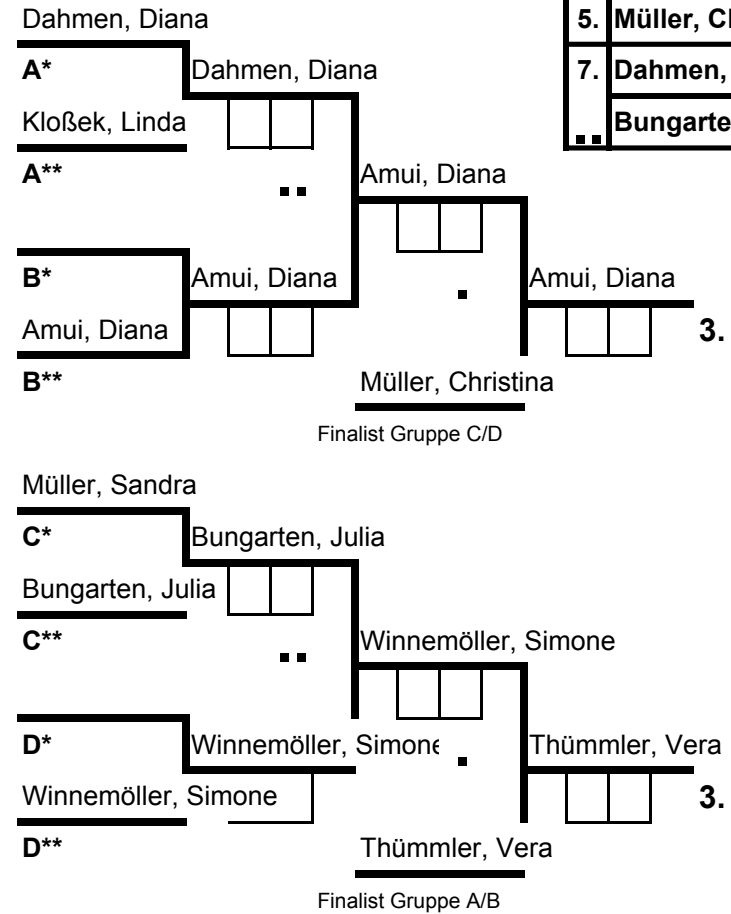 Dahmen, Diana
5. Müller, Cl
A* Dahmen, Diana
7. Dahmen,
Kloßek, Linda
Bungarte
A**
Amui, Diana
B* Amui, Diana Amui, Diana
Amui, Diana
3.
B** Müller, Christina
Finalist Gruppe C/D
Müller, Sandra
C* Bungarten, Julia
Bungarten, Julia
C** Winnemöller, Simone
D* Winnemöller, Simone Thümmler, Vera
Winnemöller, Simone
3.
D** Thümmler, Vera
Finalist Gruppe A/B